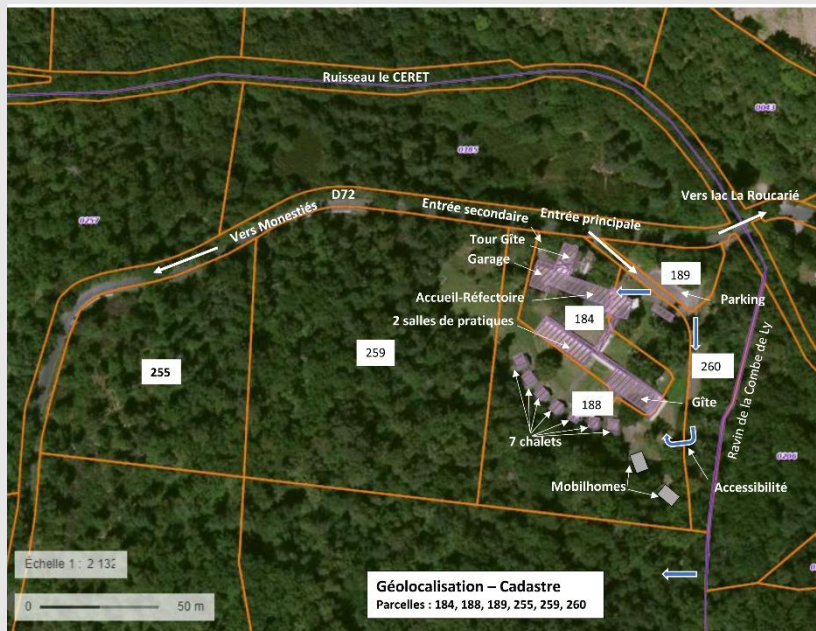 Ruisseau le CERET
0043
0185
Vers lac La Roucarié
D72
0257
Entrée secondaire
Entrée principale
Vers Monestiés
Tour Gîte
Garage
189
Accueil-Réfectoire
Parking
184
2 salles de pratiques
255
259
260
Ravin de la Combe de Ly
188
Gîte
7 chalets
0206
Mobilhomes
Accessibilité
Échelle 1 : 2 132
0 50 m
Géolocalisation – Cadastre
Parcelles : 184, 188, 189, 255, 259, 260